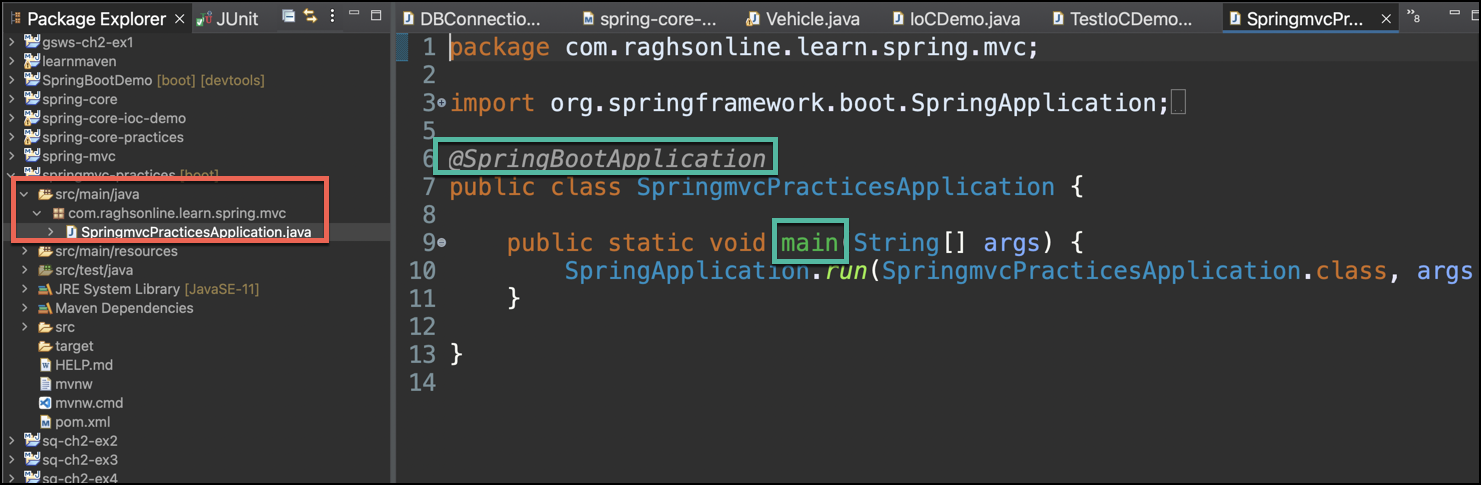 Package Explorer
JUnit
gsws-ch2-ex1
learnmaven
SpringBootDemo [boot] [devtools]
spring-core
spring-core-ioc-demo
spring-core-practices
spring-mvc
springmvc-practices [boot]
src/main/java
com.raghsonline.learn.spring.mvc
SpringmvcPracticesApplication.java
src/main/resources
src/test/java
JRE System Library [JavaSE-11]
Maven Dependencies
src
target
HELP.md
mvnw
mvnw.cmd
pom.xml
sq-ch2-ex2
sq-ch2-ex3
sq-ch2-ex4
DBConnectio... spring-core-... Vehicle.java IoCDemo.java TestIoCDemo... SpringmvcPr... »8
1 package com.raghsonline.learn.spring.mvc;
2
3 import org.springframework.boot.SpringApplication;
5
6 @SpringBootApplication
7 public class SpringmvcPracticesApplication {
8
9 public static void main(String[] args) {
10 SpringApplication.run(SpringmvcPracticesApplication.class, args
11 }
12
13 }
14